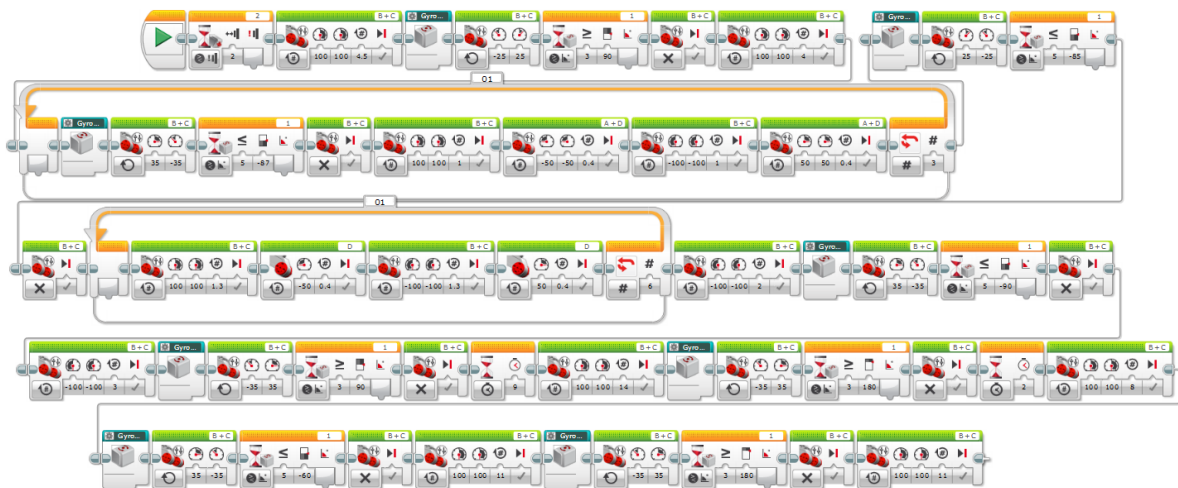 2 B+C Gyro... B+C 1 B+C B+C Gyro... B+C 1
2 100 100 4.5 -25 25 3 90 100 100 4 25 -25 5 -85
01
Gyro... B+C 1 B+C B+C A+D B+C A+D #
35 -35 5 -87 100 100 1 -50 -50 0.4 -100 -100 1 50 50 0.4 # 3
01
B+C B+C D B+C D # B+C Gyro... B+C 1 B+C
100 100 1.3 -50 0.4 -100 -100 1.3 50 0.4 # 6 -100 -100 2 35 -35 5 -90
B+C Gyro... B+C 1 B+C B+C Gyro... B+C 1 B+C B+C
-100 -100 3 -35 35 3 90 9 100 100 14 -35 35 3 180 2 100 100 8
Gyro... B+C 1 B+C B+C Gyro... B+C 1 B+C B+C
35 -35 5 -60 100 100 11 -35 35 3 180 100 100 11